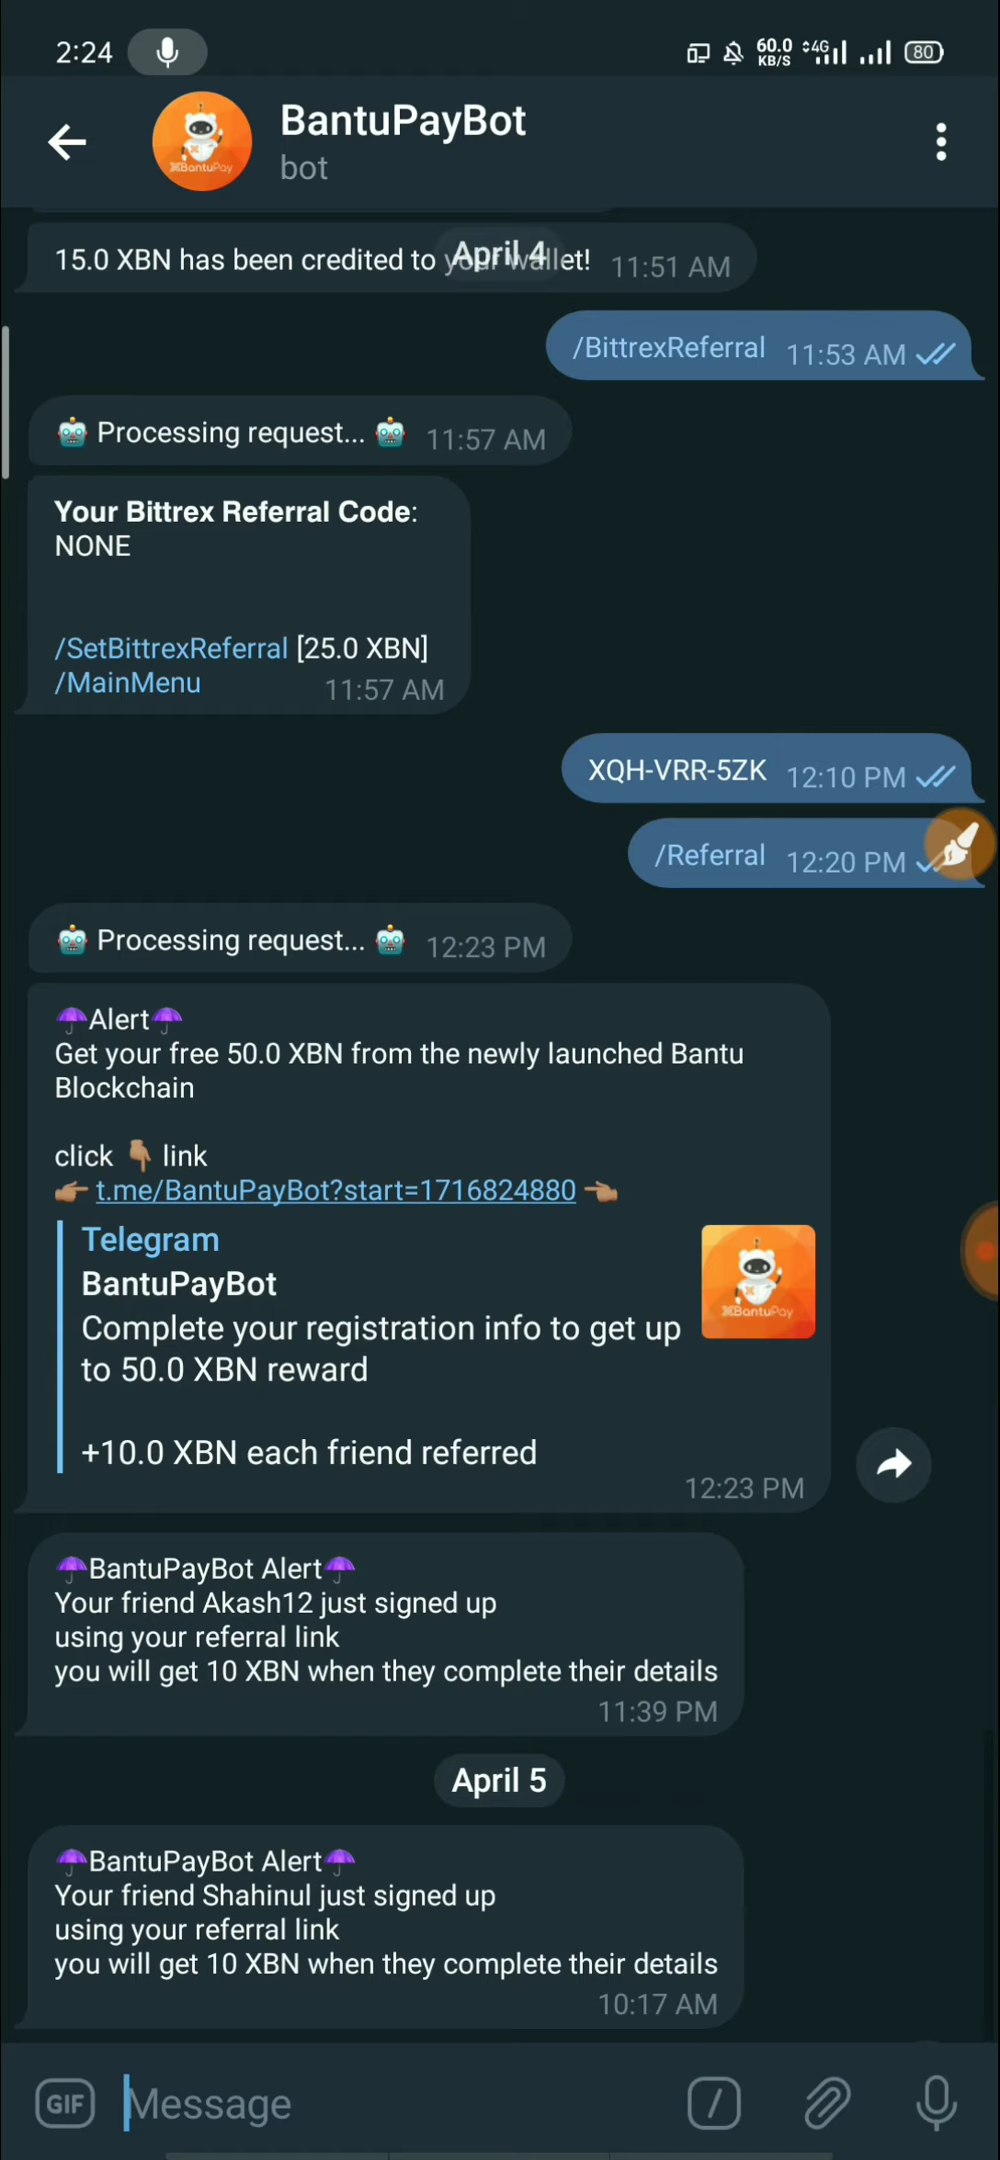 2:24
60.0
KB/S
4G
80
BantuPayBot
bot
BantuPay
April 4
15.0 XBN has been credited to your wallet! 11:51 AM
/BittrexReferral 11:53 AM
🤖 Processing request... 🤖 11:57 AM
Your Bittrex Referral Code:
NONE
/SetBittrexReferral [25.0 XBN]
/MainMenu 11:57 AM
XQH-VRR-5ZK 12:10 PM
/Referral 12:20 PM
🤖 Processing request... 🤖 12:23 PM
☂Alert☂
Get your free 50.0 XBN from the newly launched Bantu
Blockchain
click 👇🏽 link
👉🏽 t.me/BantuPayBot?start=1716824880 👈🏽
Telegram
BantuPayBot
Complete your registration info to get up
to 50.0 XBN reward
BantuPay
+10.0 XBN each friend referred
12:23 PM
☂BantuPayBot Alert☂
Your friend Akash12 just signed up
using your referral link
you will get 10 XBN when they complete their details
11:39 PM
April 5
☂BantuPayBot Alert☂
Your friend Shahinul just signed up
using your referral link
you will get 10 XBN when they complete their details
10:17 AM
GIF
Message